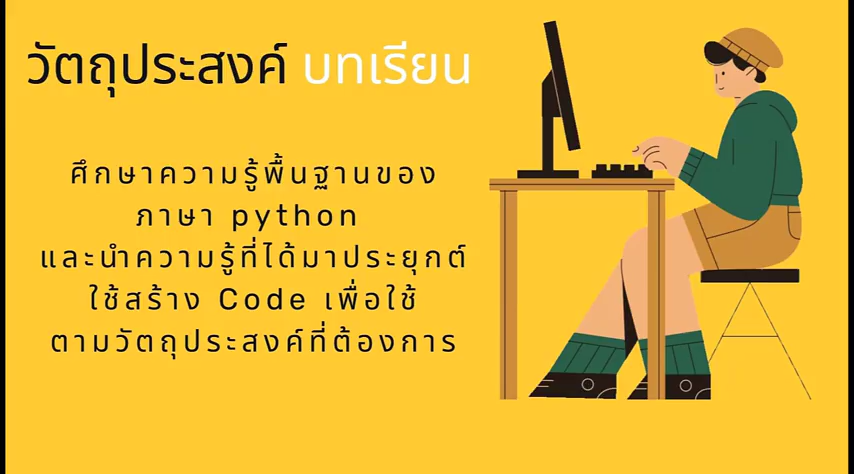 วัตถุประสงค์ บทเรียน
ศึกษาความรู้พื้นฐานของ
ภาษา python
และนำความรู้ที่ได้มาประยุกต์
ใช้สร้าง Code เพื่อใช้
ตามวัตถุประสงค์ที่ต้องการ